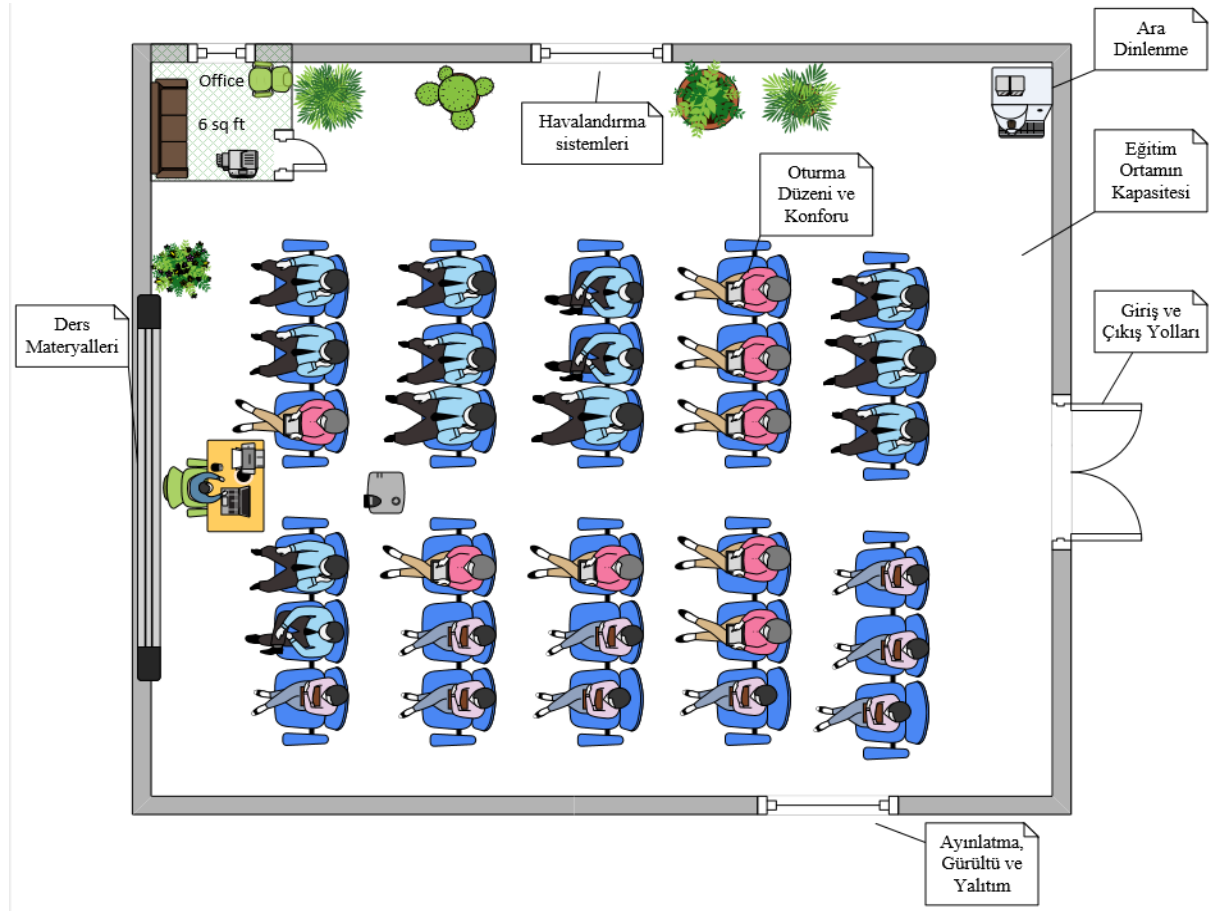 Ara
Dinlenme
Office
6 sq ft
Havalandırma
sistemleri
Eğitim
Ortamın
Kapasitesi
Oturma
Düzeni ve
Konforu
Ders
Materyalleri
Giriş ve
Çıkış Yolları
Ayınlatma,
Gürültü ve
Yalıtım